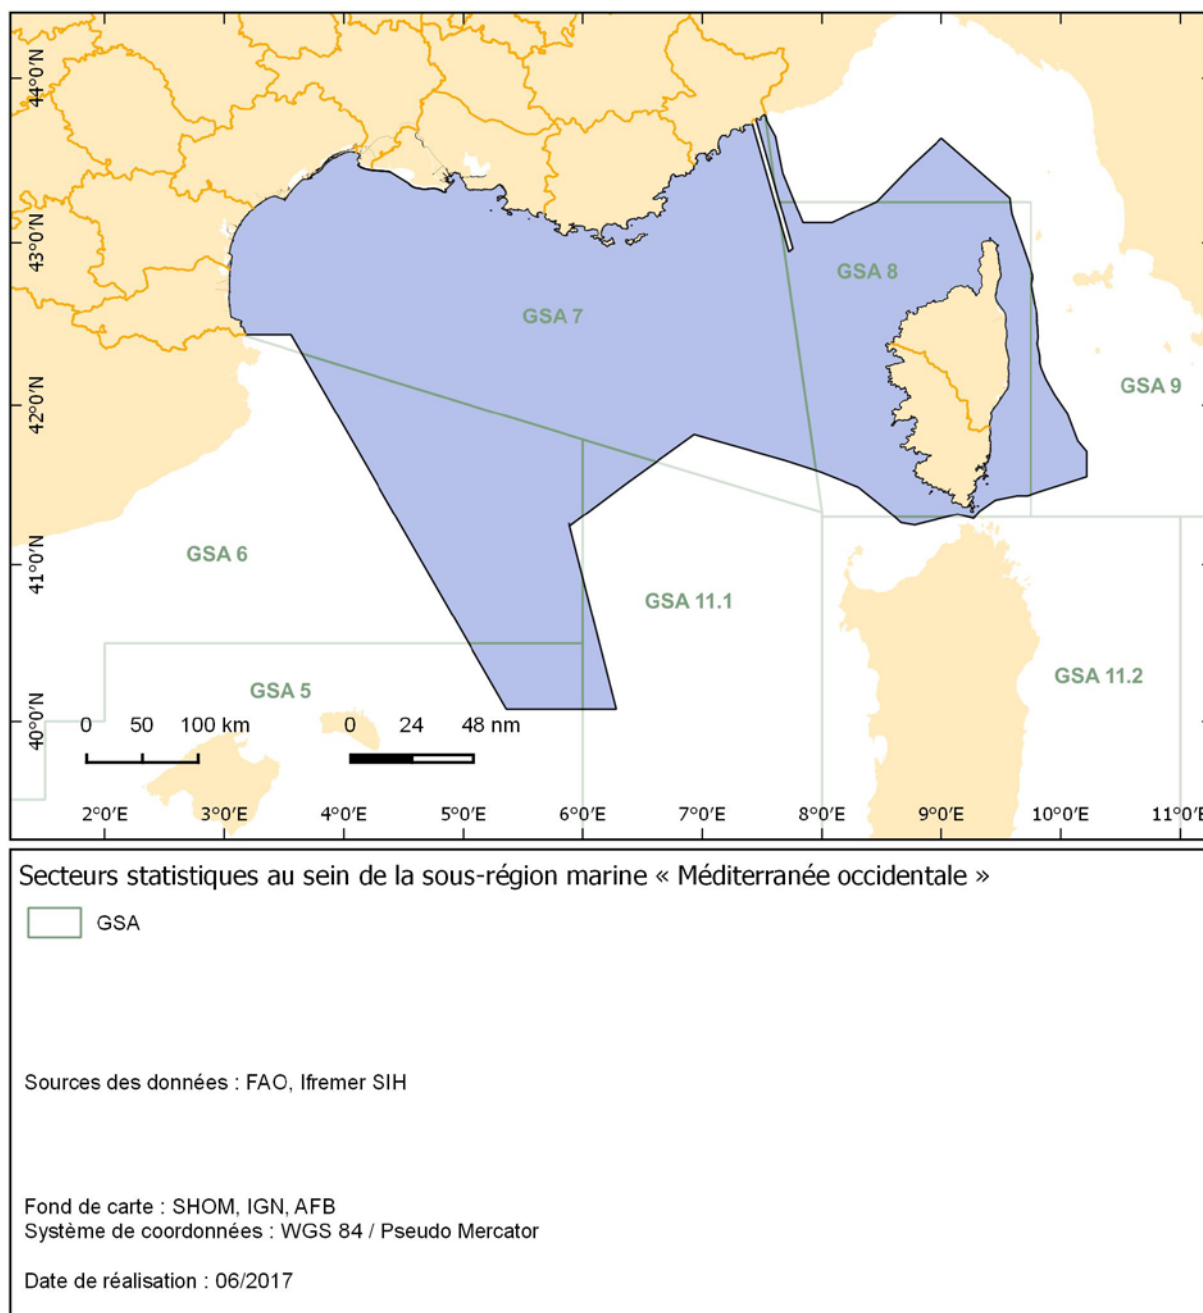 44°0'N
43°0'N
42°0'N
41°0'N
40°0'N
GSA 8
GSA 7
GSA 9
GSA 6
GSA 11.1
GSA 11.2
GSA 5
0 50 100 km
0 24 48 nm
2°0'E 3°0'E 4°0'E 5°0'E 6°0'E 7°0'E 8°0'E 9°0'E 10°0'E 11°0'E
Secteurs statistiques au sein de la sous-région marine « Méditerranée occidentale »
GSA
Sources des données : FAO, Ifremer SIH
Fond de carte : SHOM, IGN, AFB
Système de coordonnées : WGS 84 / Pseudo Mercator
Date de réalisation : 06/2017